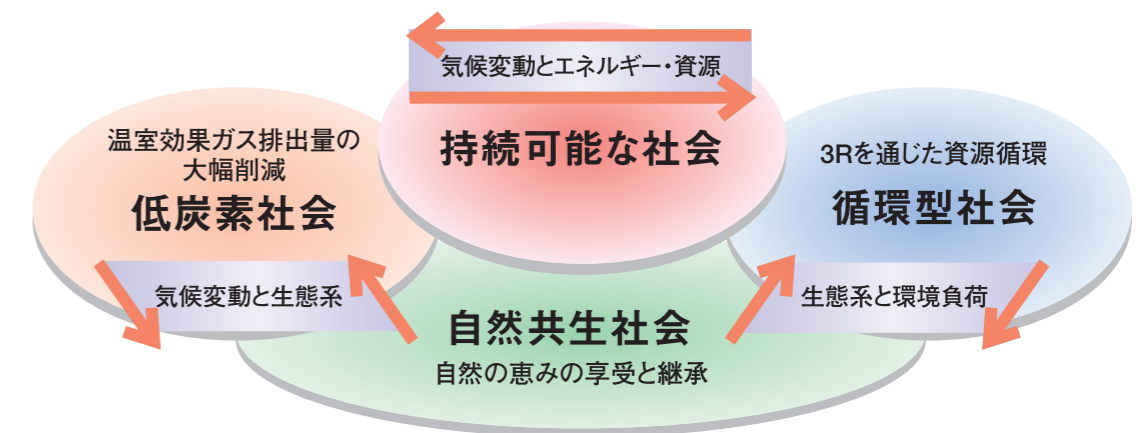 気候変動とエネルギー・資源
持続可能な社会
温室効果ガス排出量の
大幅削減
低炭素社会
3Rを通じた資源循環
循環型社会
気候変動と生態系
生態系と環境負荷
自然共生社会
自然の恵みの享受と継承